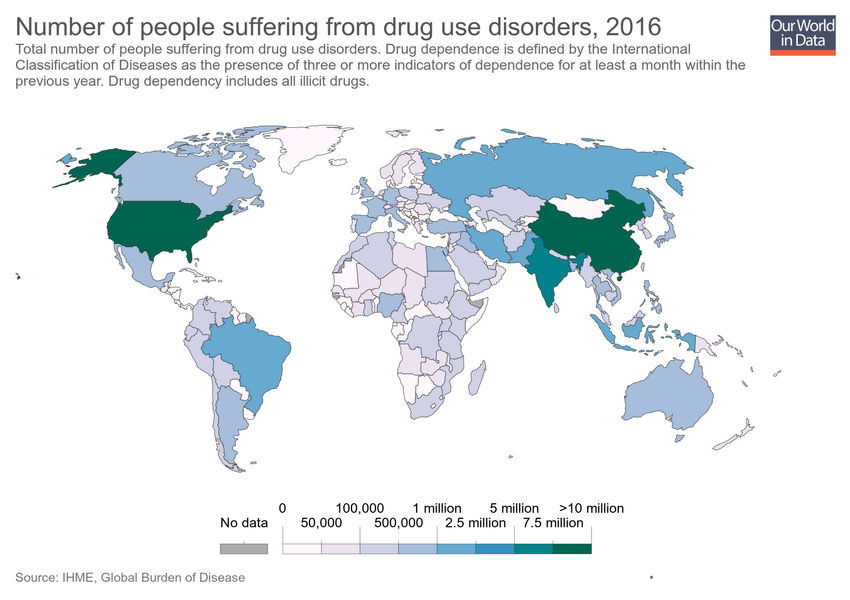 Number of people suffering from drug use disorders, 2016
Our World
in Data
Total number of people suffering from drug use disorders. Drug dependence is defined by the International
Classification of Diseases as the presence of three or more indicators of dependence for at least a month within the
previous year. Drug dependency includes all illicit drugs.
0 100,000 1 million 5 million >10 million
No data 50,000 500,000 2.5 million 7.5 million
Source: IHME, Global Burden of Disease